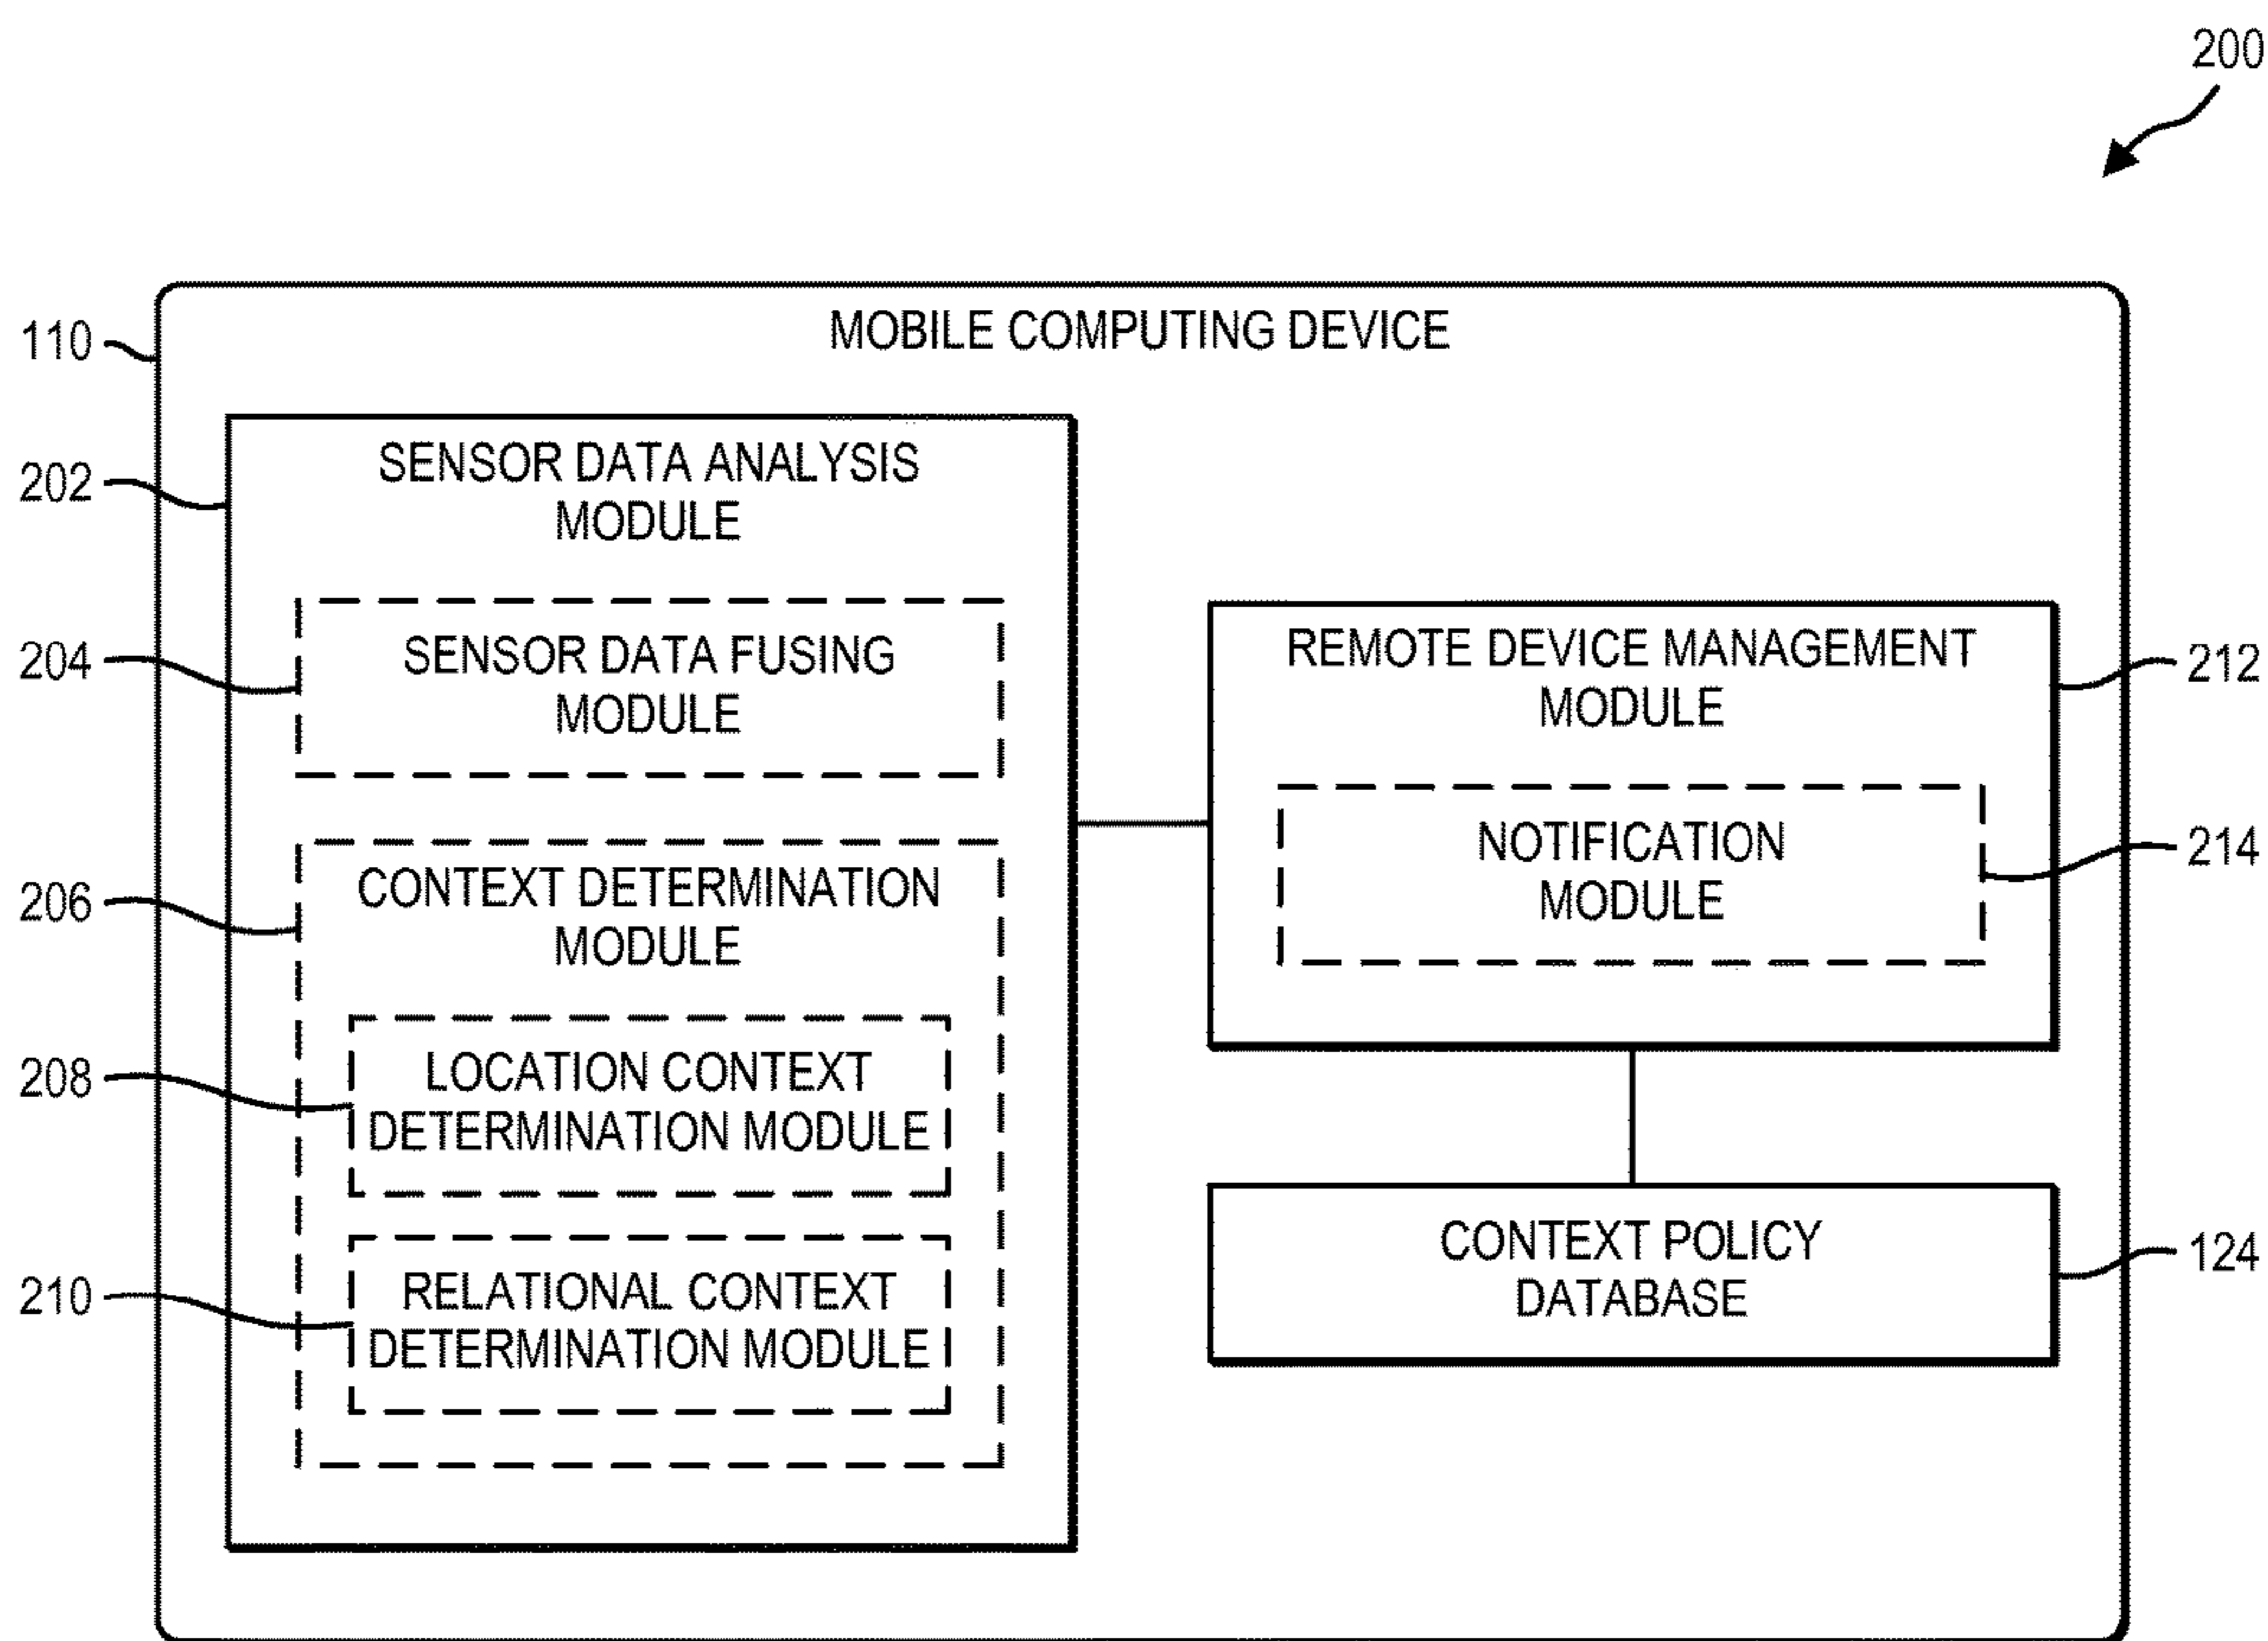 200
110
MOBILE COMPUTING DEVICE
202
SENSOR DATA ANALYSIS
MODULE
204
SENSOR DATA FUSING
MODULE
206
CONTEXT DETERMINATION
MODULE
208
LOCATION CONTEXT
DETERMINATION MODULE
210
RELATIONAL CONTEXT
DETERMINATION MODULE
REMOTE DEVICE MANAGEMENT
MODULE
212
NOTIFICATION
MODULE
214
CONTEXT POLICY
DATABASE
124